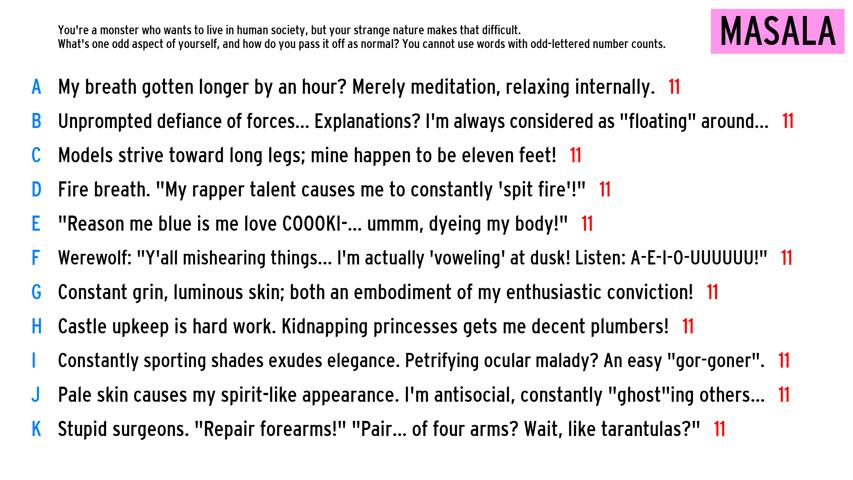 You're a monster who wants to live in human society, but your strange nature makes that difficult.
What's one odd aspect of yourself, and how do you pass it off as normal? You cannot use words with odd-lettered number counts.
MASALA
A My breath gotten longer by an hour? Merely meditation, relaxing internally. 11
B Unprompted defiance of forces... Explanations? I'm always considered as "floating" around... 11
C Models strive toward long legs; mine happen to be eleven feet! 11
D Fire breath. "My rapper talent causes me to constantly 'spit fire'!" 11
E "Reason me blue is me love COOOKI-... ummm, dyeing my body!" 11
F Werewolf: "Y'all mishearing things... I'm actually 'voweling' at dusk! Listen: A-E-I-O-UUUUUU!" 11
G Constant grin, luminous skin; both an embodiment of my enthusiastic conviction! 11
H Castle upkeep is hard work. Kidnapping princesses gets me decent plumbers! 11
I Constantly sporting shades exudes elegance. Petrifying ocular malady? An easy "gor-goner". 11
J Pale skin causes my spirit-like appearance. I'm antisocial, constantly "ghost"ing others... 11
K Stupid surgeons. "Repair forearms!" "Pair... of four arms? Wait, like tarantulas?" 11